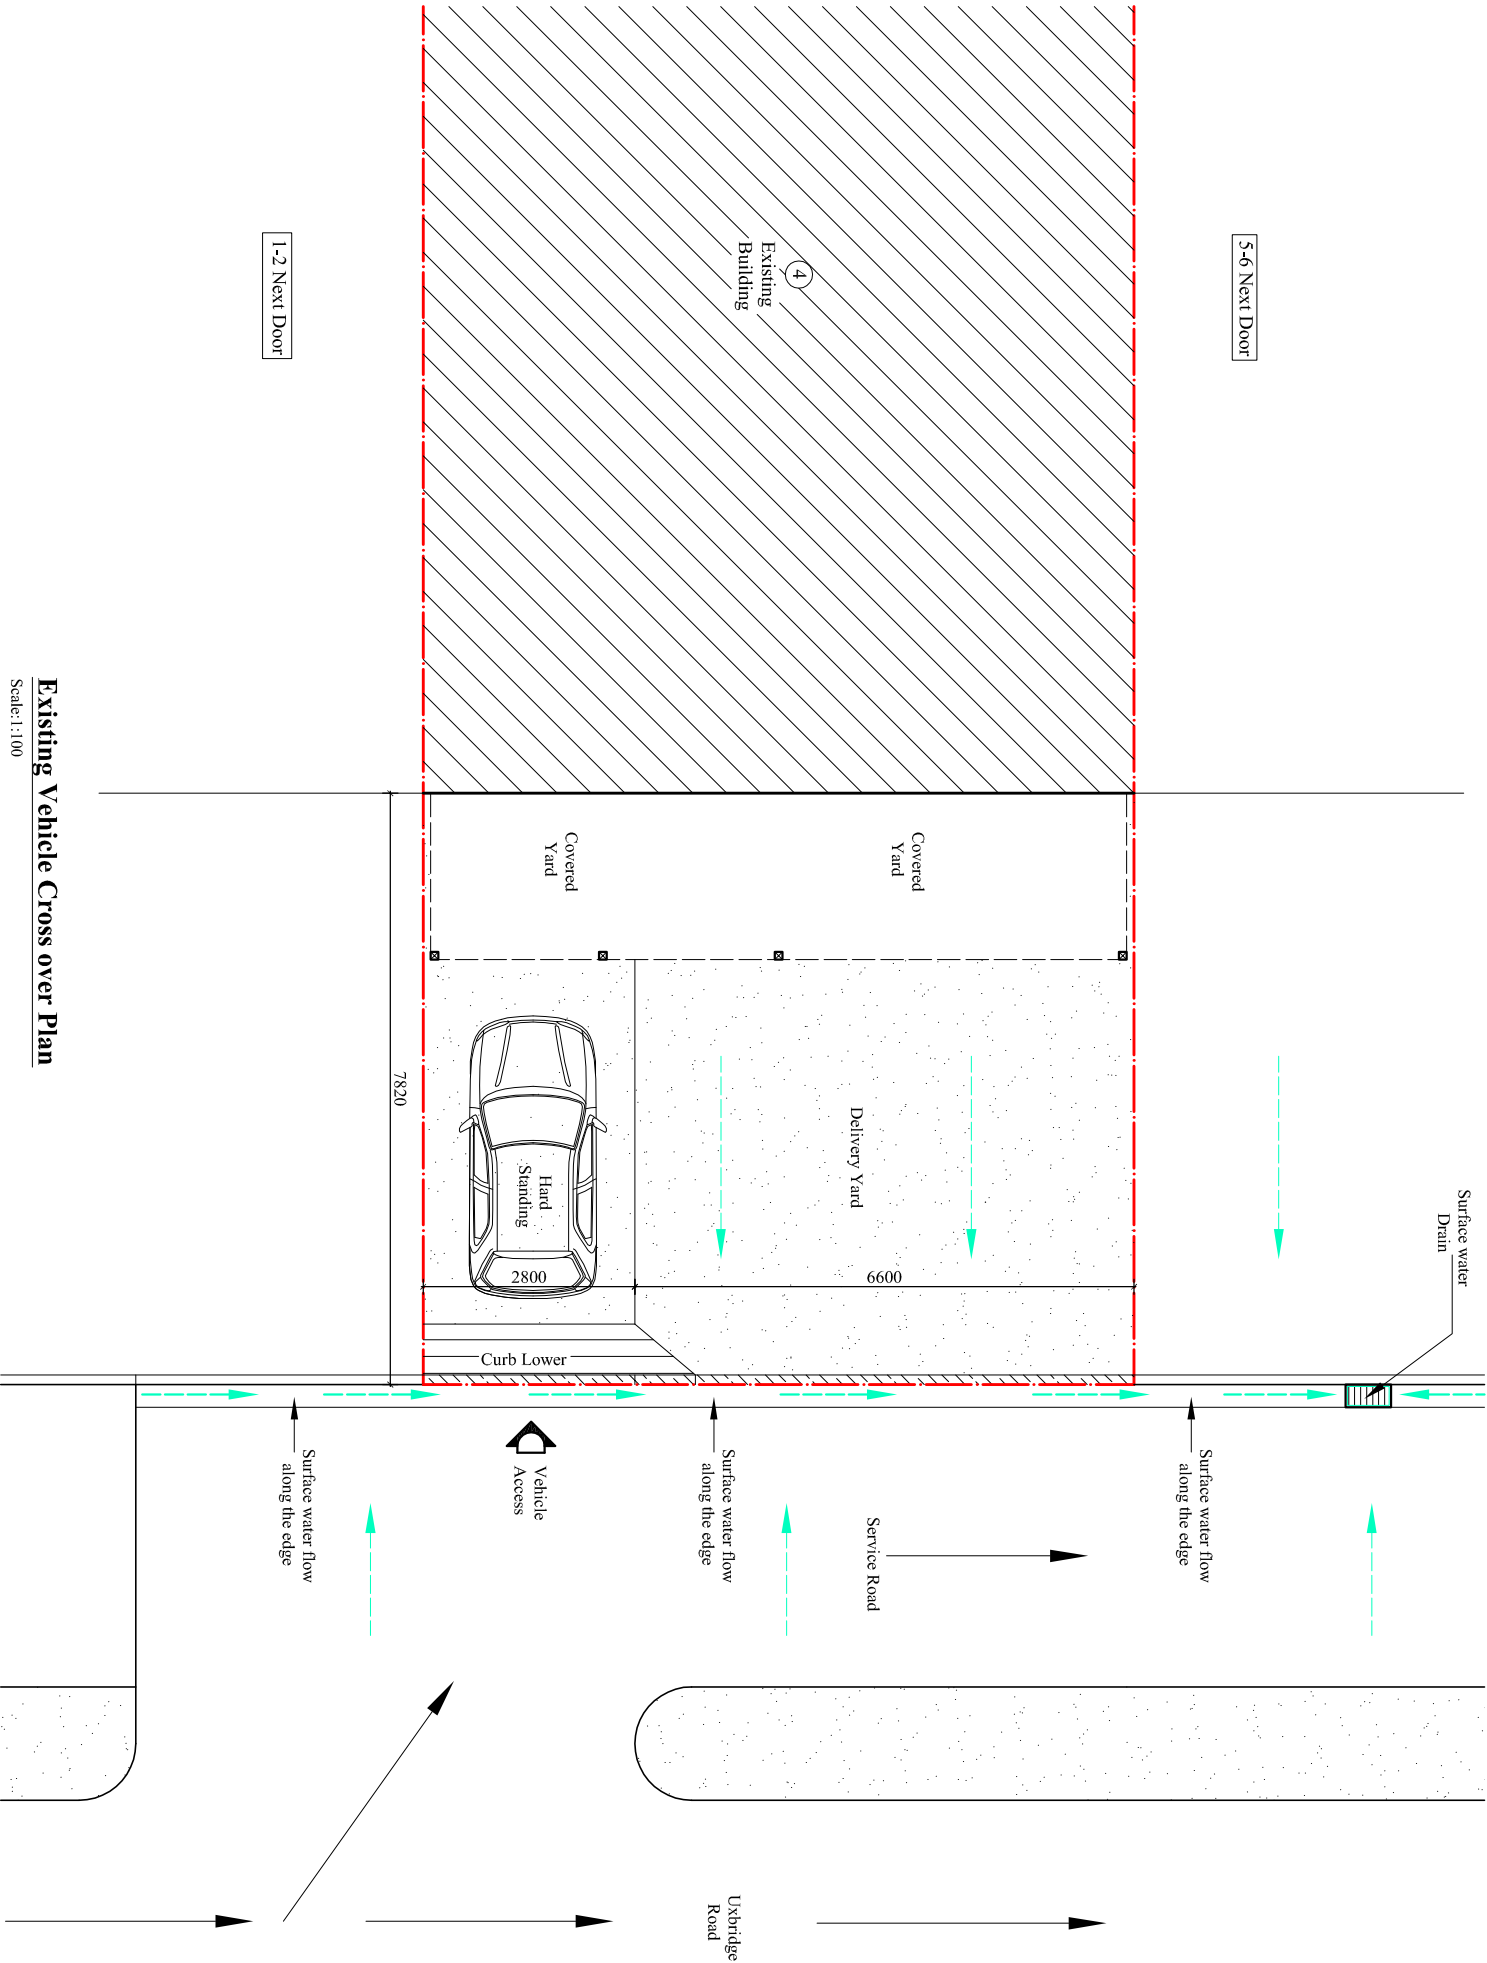 5-6 Next Door
4
Existing
Building
1-2 Next Door
Covered
Yard
Covered
Yard
Delivery Yard
Hard
Standing
7820
2800
6600
Curb Lower
Surface water
Drain
Surface water flow
along the edge
Surface water flow
along the edge
Surface water flow
along the edge
Vehicle
Access
Service Road
Uxbridge
Road
Existing Vehicle Cross over Plan
Scale:1:100